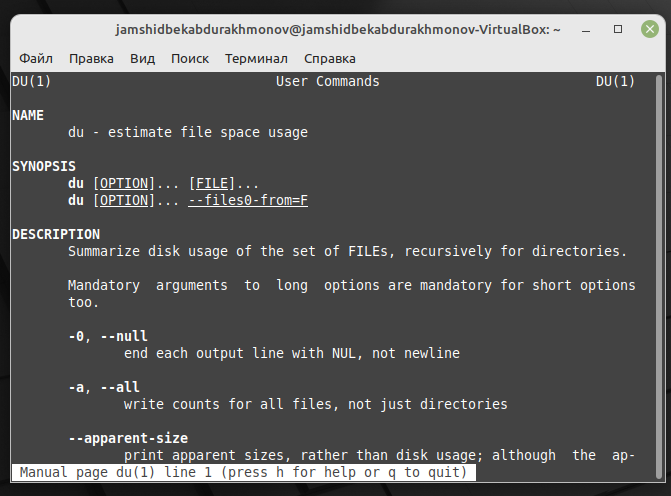 jamshidbekabdurakhmonov@jamshidbekabdurakhmonov-VirtualBox: ~
Файл Правка Вид Поиск Терминал Справка
DU(1) User Commands DU(1)
NAME
du - estimate file space usage
SYNOPSIS
du [OPTION]... [FILE]...
du [OPTION]... --files0-from=F
DESCRIPTION
Summarize disk usage of the set of FILEs, recursively for directories.
Mandatory arguments to long options are mandatory for short options
too.
-0, --null
end each output line with NUL, not newline
-a, --all
write counts for all files, not just directories
--apparent-size
print apparent sizes, rather than disk usage; although the ap-
Manual page du(1) line 1 (press h for help or q to quit)